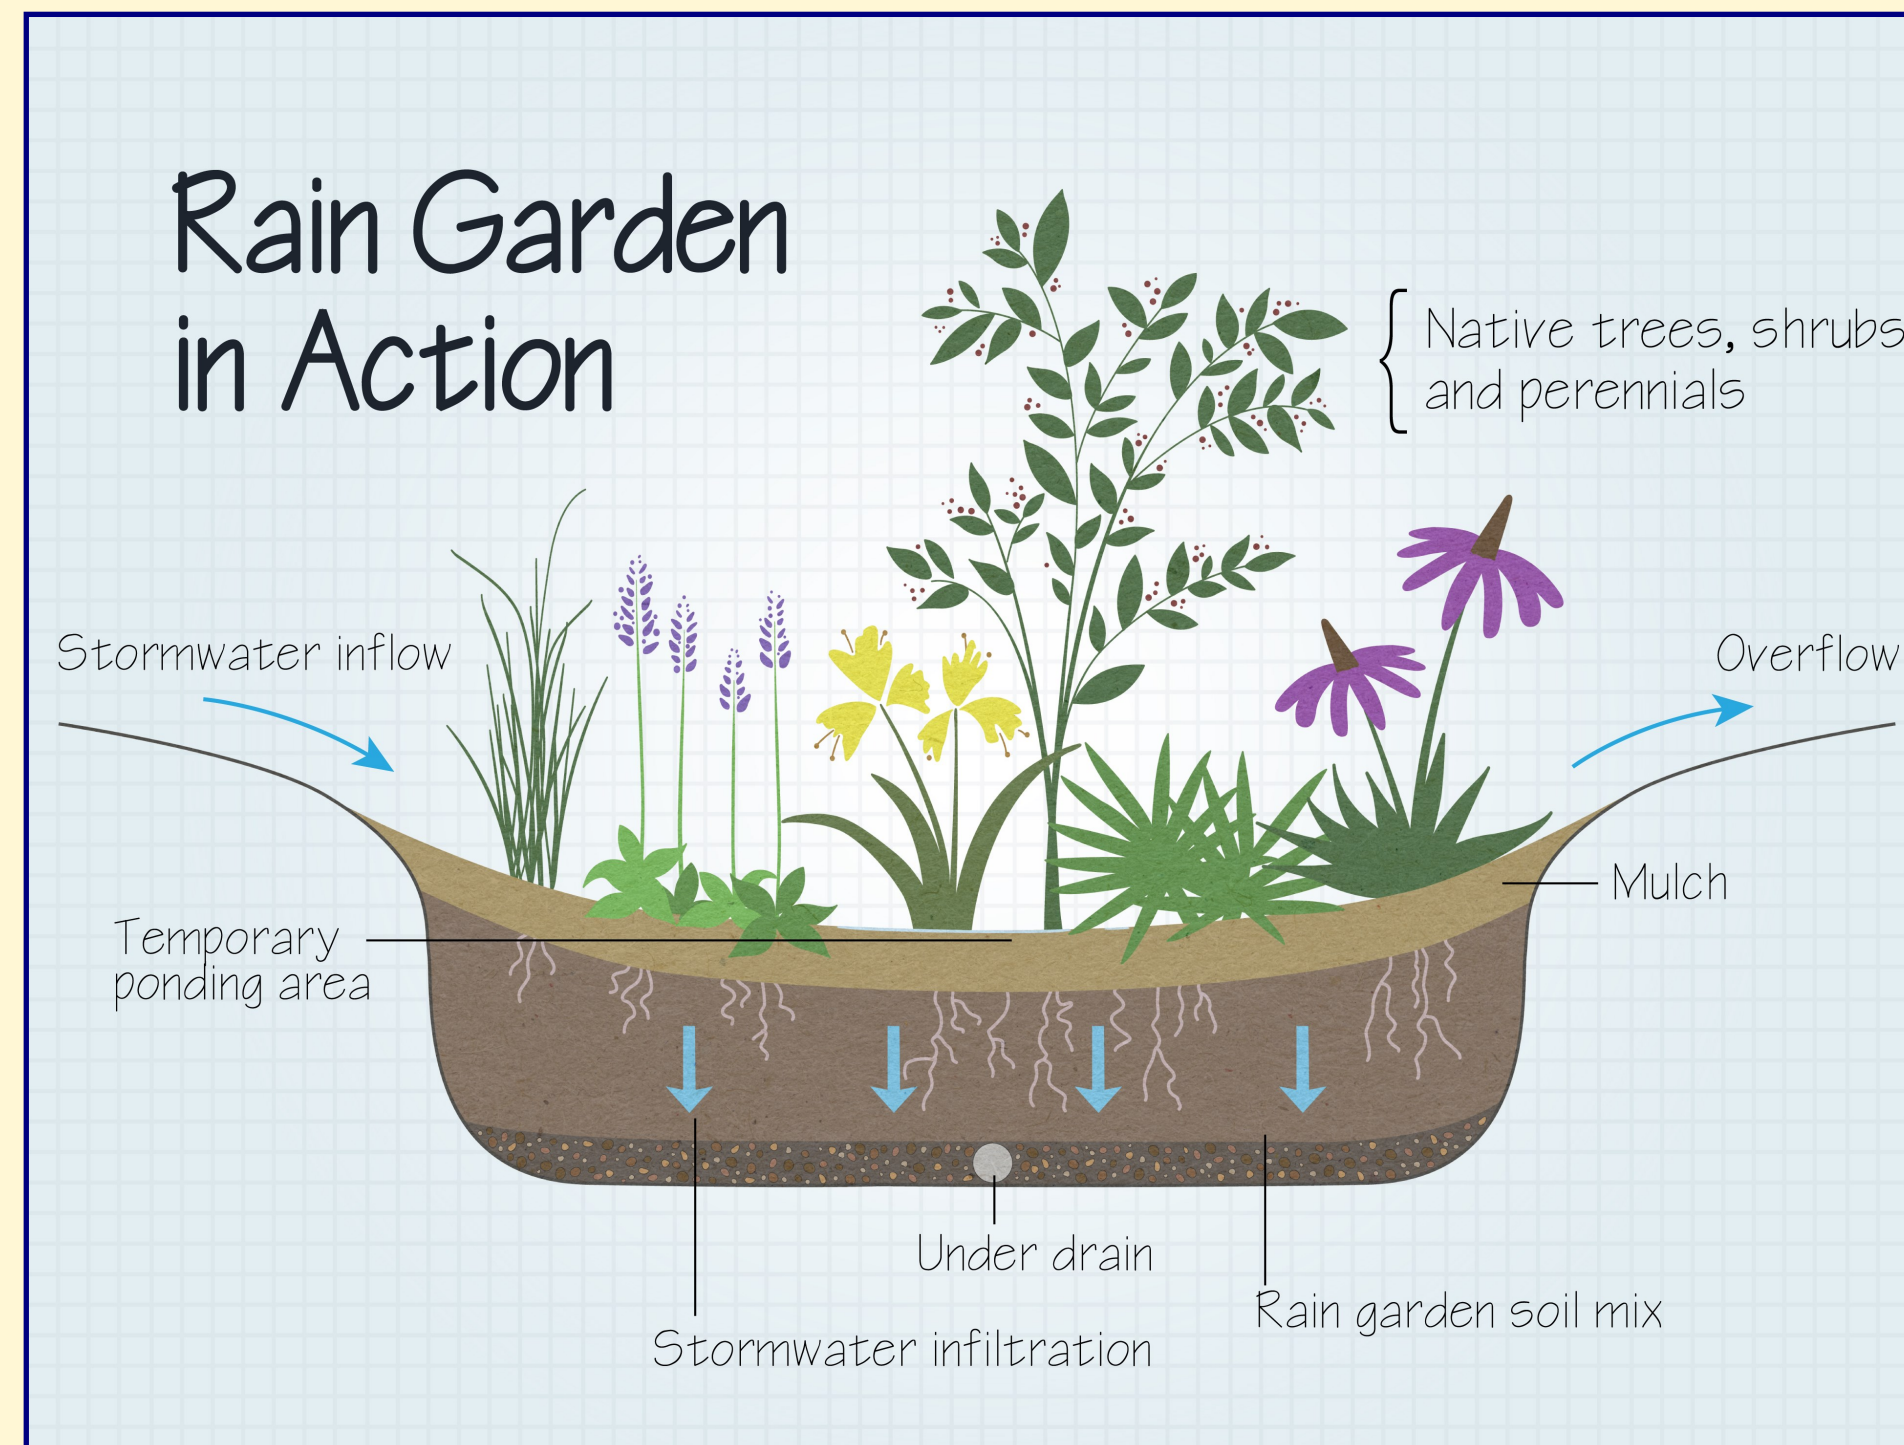 Rain Garden
in Action
Native trees, shrubs
and perennials
Stormwater inflow
Overflow
Mulch
Temporary
ponding area
Under drain
Rain garden soil mix
Stormwater infiltration